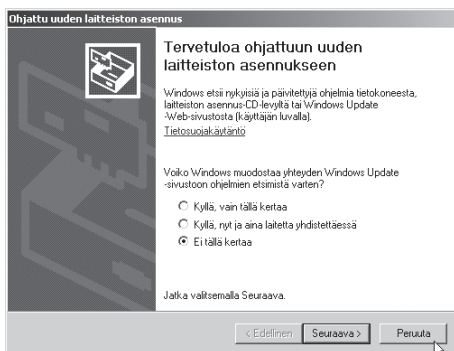 Ohjattu uuden laitteiston asennus
Tervetuloa ohjattuun uuden
laitteiston asennukseen
Windows etsii nykyisiä ja päivitettyjä ohjelmia tietokoneesta,
laitteiston asennus-CD-levyltä tai Windows Update
-Web-sivustosta (käyttäjän luvalla).
Tietosuojakäytäntö
Voiko Windows muodostaa yhteyden Windows Update
-sivustoon ohjelmien etsimistä varten?
Kyllä, vain tällä kertaa
Kyllä, nyt ja aina laitetta yhdistettäessä
Ei tällä kertaa
Jatka valitsemalla Seuraava.
< Edellinen Seuraava > Peruuta